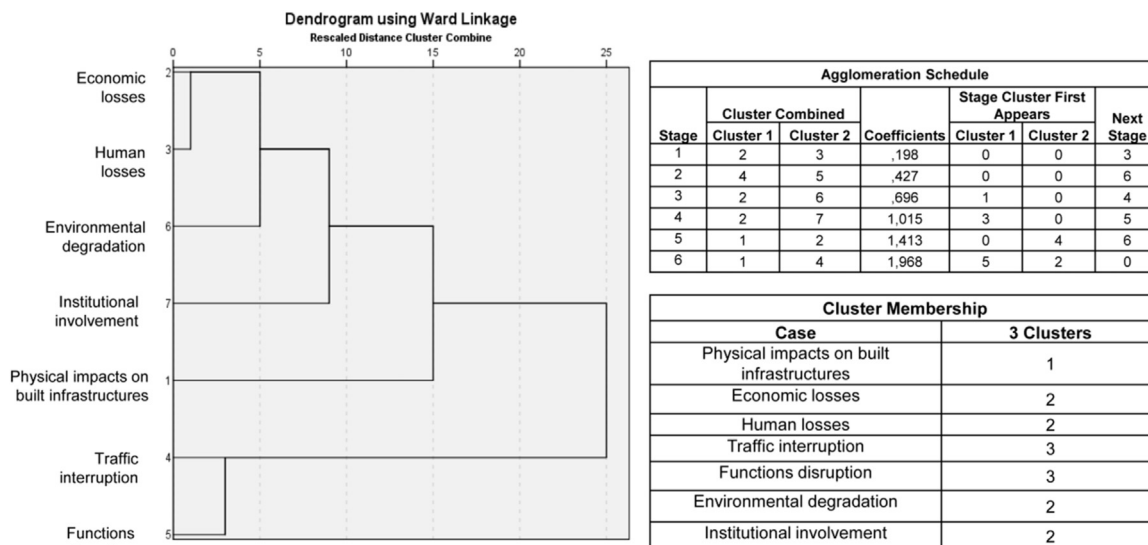 Dendrogram using Ward Linkage
Rescaled Distance Cluster Combine
0 5 10 15 20 25
Economic
losses
2
Human
losses
3
Environmental
degradation
6
Institutional
involvement
7
Physical impacts on
built infrastructures
1
Traffic
interruption
4
Functions
5
Agglomeration Schedule
Stage Cluster Combined Coefficients Stage Cluster First
Appears Next
Stage
Cluster 1 Cluster 2 Cluster 1 Cluster 2
1 2 3 ,198 0 0 3
2 4 5 ,427 0 0 6
3 2 6 ,696 1 0 4
4 2 7 1,015 3 0 5
5 1 2 1,413 0 4 6
6 1 4 1,968 5 2 0
Cluster Membership
Case 3 Clusters
Physical impacts on built
infrastructures 1
Economic losses 2
Human losses 2
Traffic interruption 3
Functions disruption 3
Environmental degradation 2
Institutional involvement 2